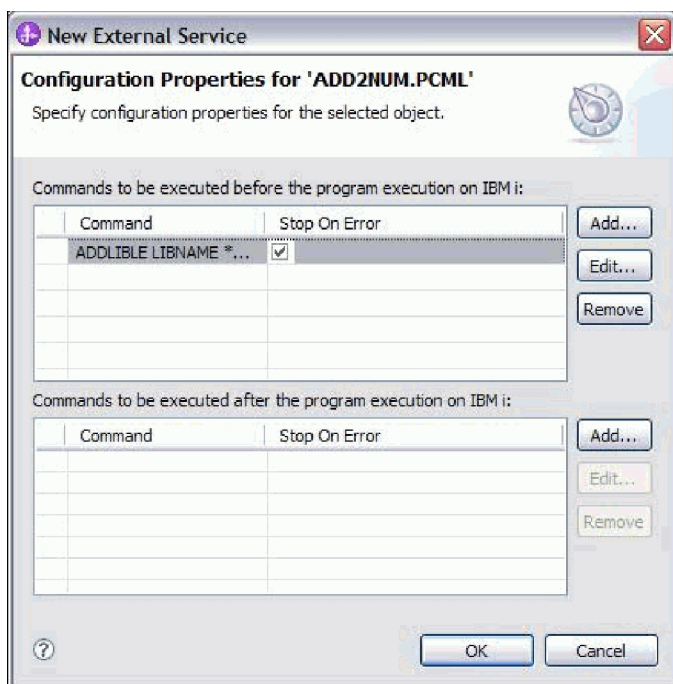 New External Service
Configuration Properties for 'ADD2NUM.PCML'
Specify configuration properties for the selected object.
Commands to be executed before the program execution on IBM i:
Command Stop On Error Add...
ADDLIBLE LIBNAME *...
Edit...
Remove
Commands to be executed after the program execution on IBM i:
Command Stop On Error Add...
Edit...
Remove
? OK Cancel